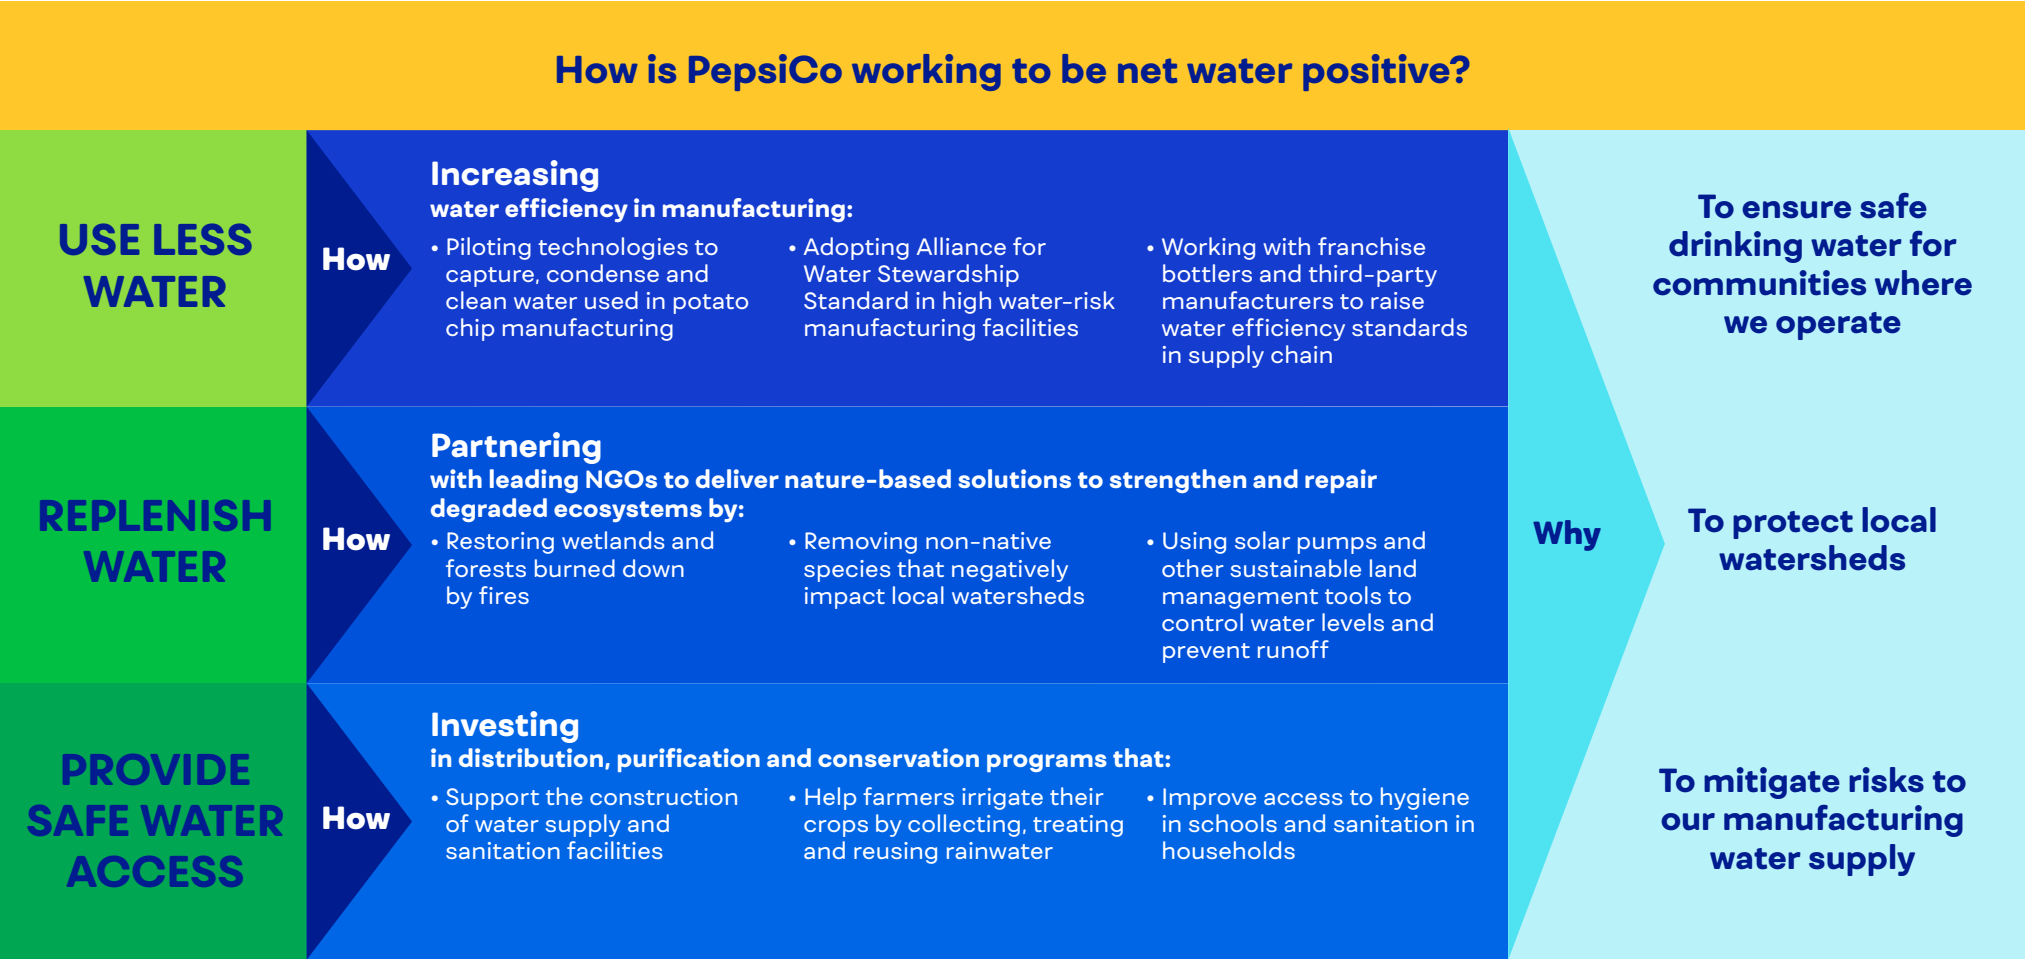 How is PepsiCo working to be net water positive?
USE LESS
WATER
How
Increasing
water efficiency in manufacturing:
• Piloting technologies to
capture, condense and
clean water used in potato
chip manufacturing
• Adopting Alliance for
Water Stewardship
Standard in high water-risk
manufacturing facilities
• Working with franchise
bottlers and third-party
manufacturers to raise
water efficiency standards
in supply chain
REPLENISH
WATER
How
Partnering
with leading NGOs to deliver nature-based solutions to strengthen and repair
degraded ecosystems by:
• Restoring wetlands and
forests burned down
by fires
• Removing non-native
species that negatively
impact local watersheds
• Using solar pumps and
other sustainable land
management tools to
control water levels and
prevent runoff
PROVIDE
SAFE WATER
ACCESS
How
Investing
in distribution, purification and conservation programs that:
• Support the construction
of water supply and
sanitation facilities
• Help farmers irrigate their
crops by collecting, treating
and reusing rainwater
• Improve access to hygiene
in schools and sanitation in
households
Why
To ensure safe
drinking water for
communities where
we operate
To protect local
watersheds
To mitigate risks to
our manufacturing
water supply